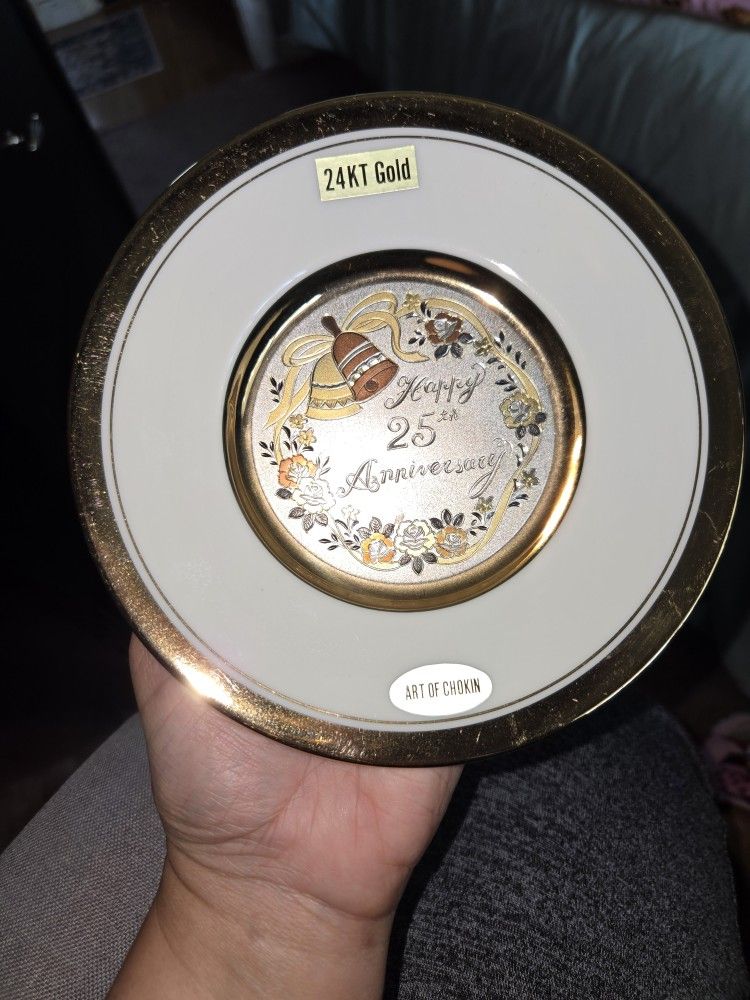 24KT Gold
Happy
25th
Anniversary
ART OF CHOKIN